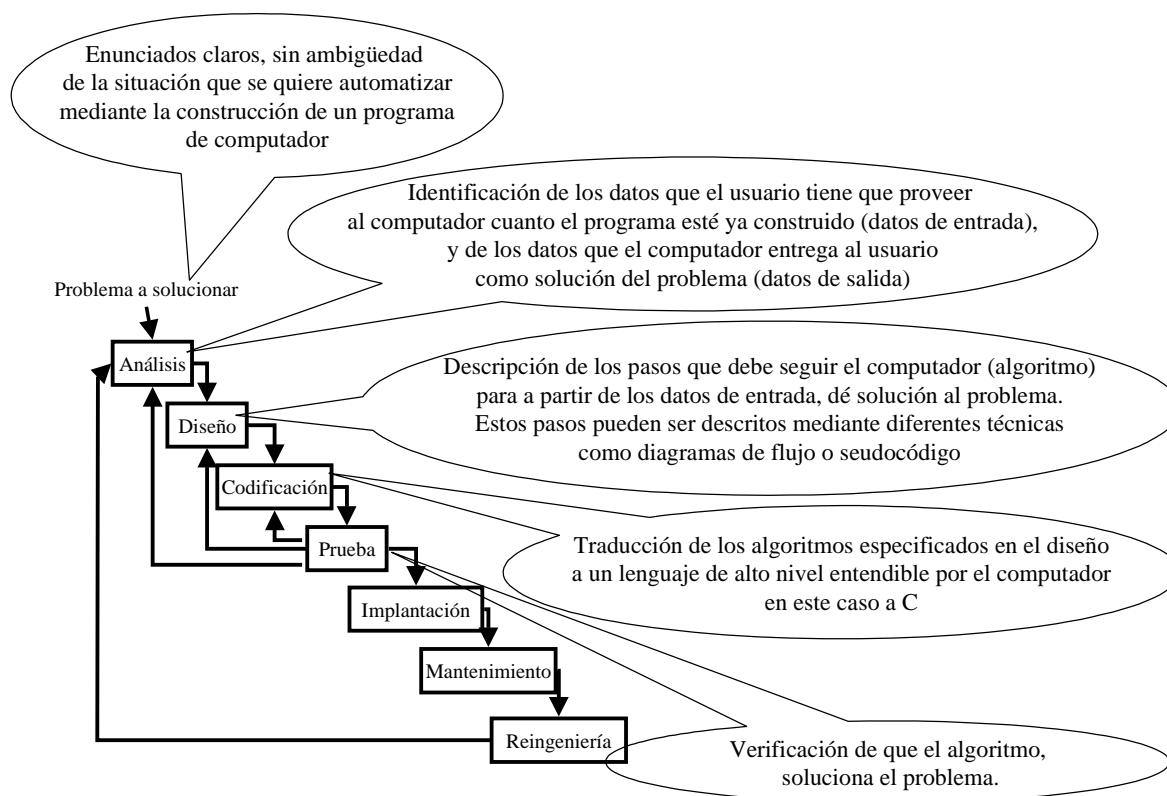 Enunciados claros, sin ambigüedad
de la situación que se quiere automatizar
mediante la construcción de un programa
de computador
Identificación de los datos que el usuario tiene que proveer
al computador cuanto el programa esté ya construido (datos de entrada),
y de los datos que el computador entrega al usuario
como solución del problema (datos de salida)
Problema a solucionar
Análisis
Descripción de los pasos que debe seguir el computador (algoritmo)
para a partir de los datos de entrada, dé solución al problema.
Estos pasos pueden ser descritos mediante diferentes técnicas
como diagramas de flujo o seudocódigo
Diseño
Codificación
Prueba
Traducción de los algoritmos especificados en el diseño
a un lenguaje de alto nivel entendible por el computador
en este caso a C
Implantación
Mantenimiento
Reingeniería
Verificación de que el algoritmo,
soluciona el problema.